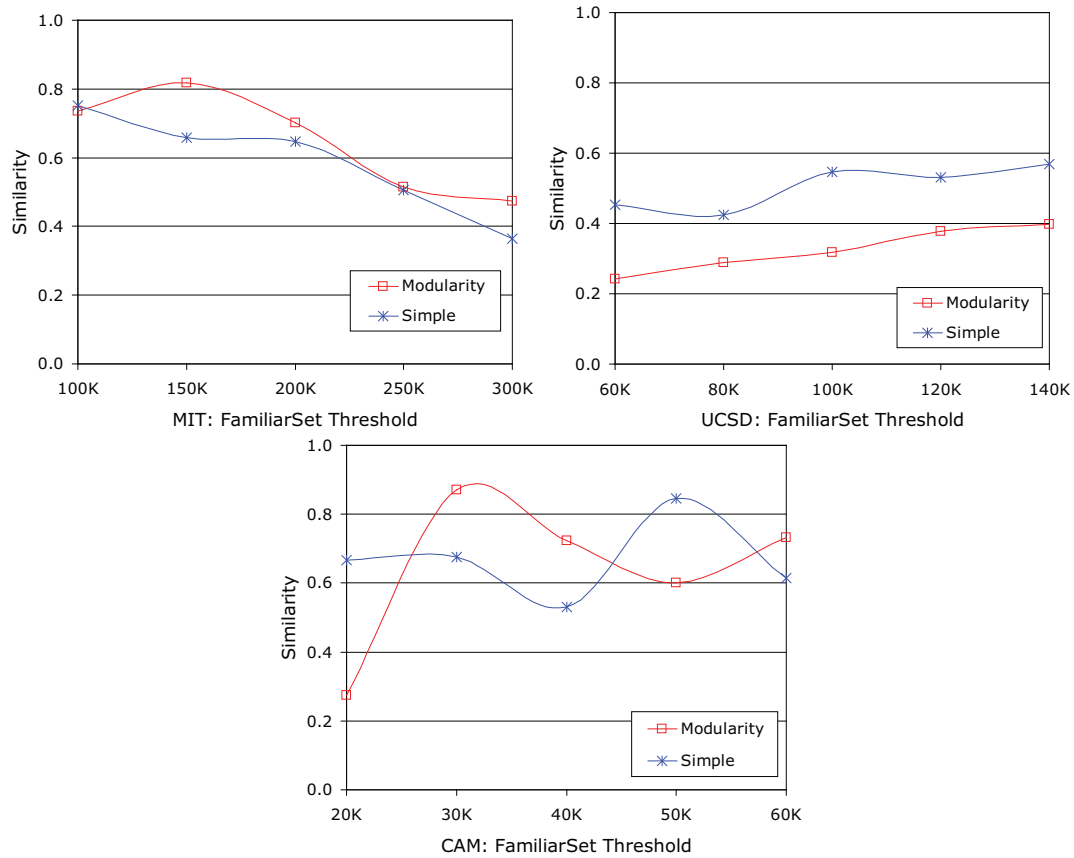 1.0
0.8
0.6
0.4
0.2
0.0
Similarity
Modularity
Simple
100K 150K 200K 250K 300K
MIT: FamiliarSet Threshold
1.0
0.8
0.6
0.4
0.2
0.0
Similarity
Modularity
Simple
60K 80K 100K 120K 140K
UCSD: FamiliarSet Threshold
1.0
0.8
0.6
0.4
0.2
0.0
Similarity
Modularity
Simple
20K 30K 40K 50K 60K
CAM: FamiliarSet Threshold